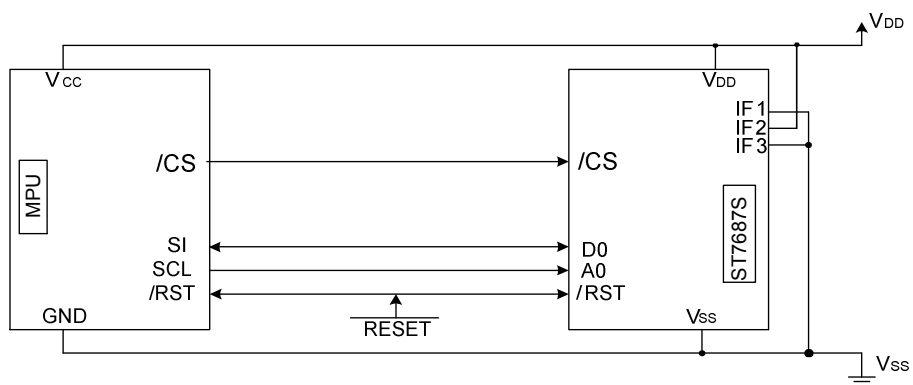 VDD
VCC
VDD
IF1
IF2
IF3
/CS
/CS
MPU
ST7687S
SI
D0
SCL
A0
/RST
/RST
RESET
GND
VSS
VSS